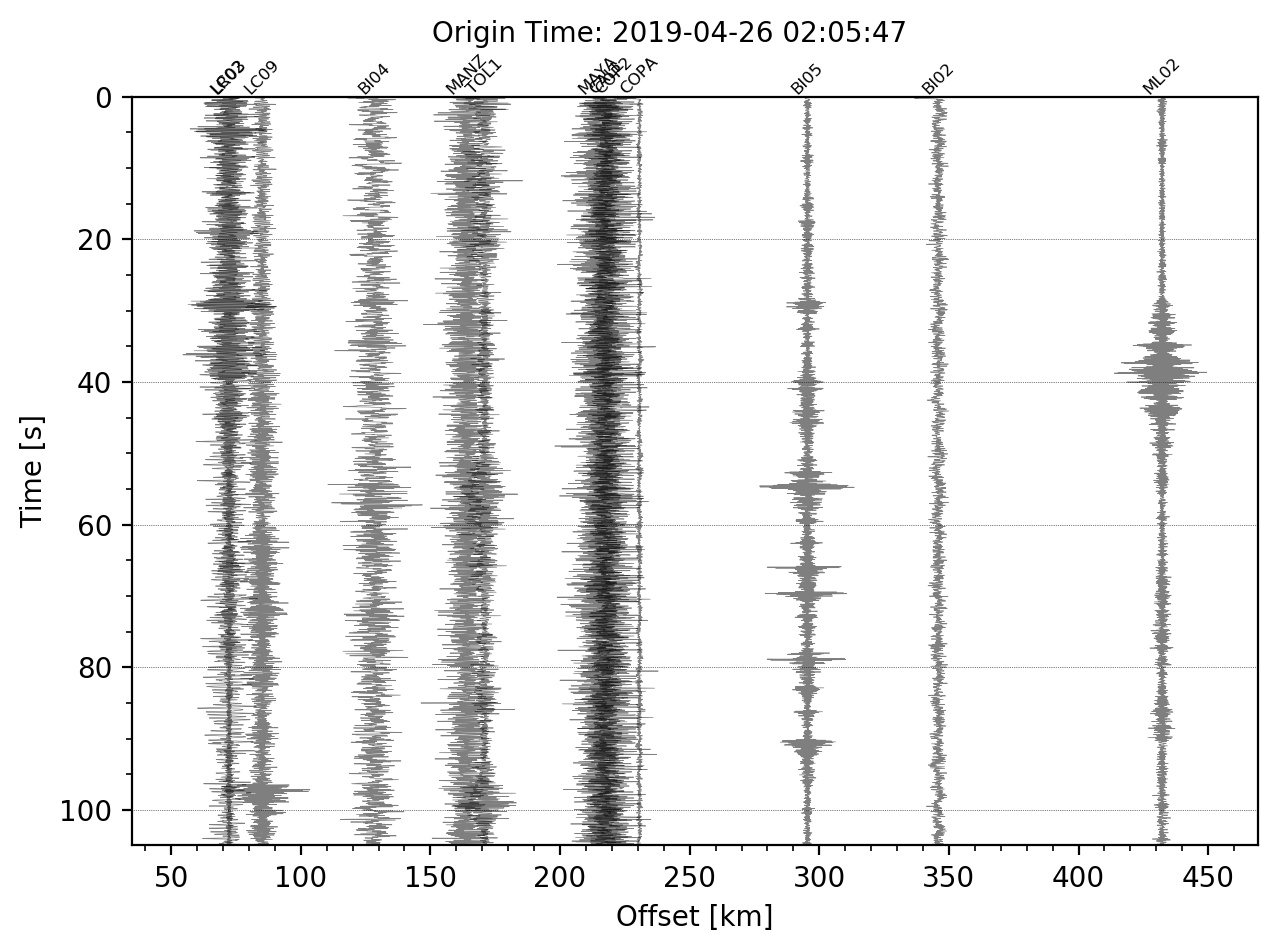 Origin Time: 2019-04-26 02:05:47
LC09 BI04 MANZ TOL1 MAYA COPA BI05 BI02 ML02
0
20
40
60
80
100
Time [s]
50 100 150 200 250 300 350 400 450
Offset [km]